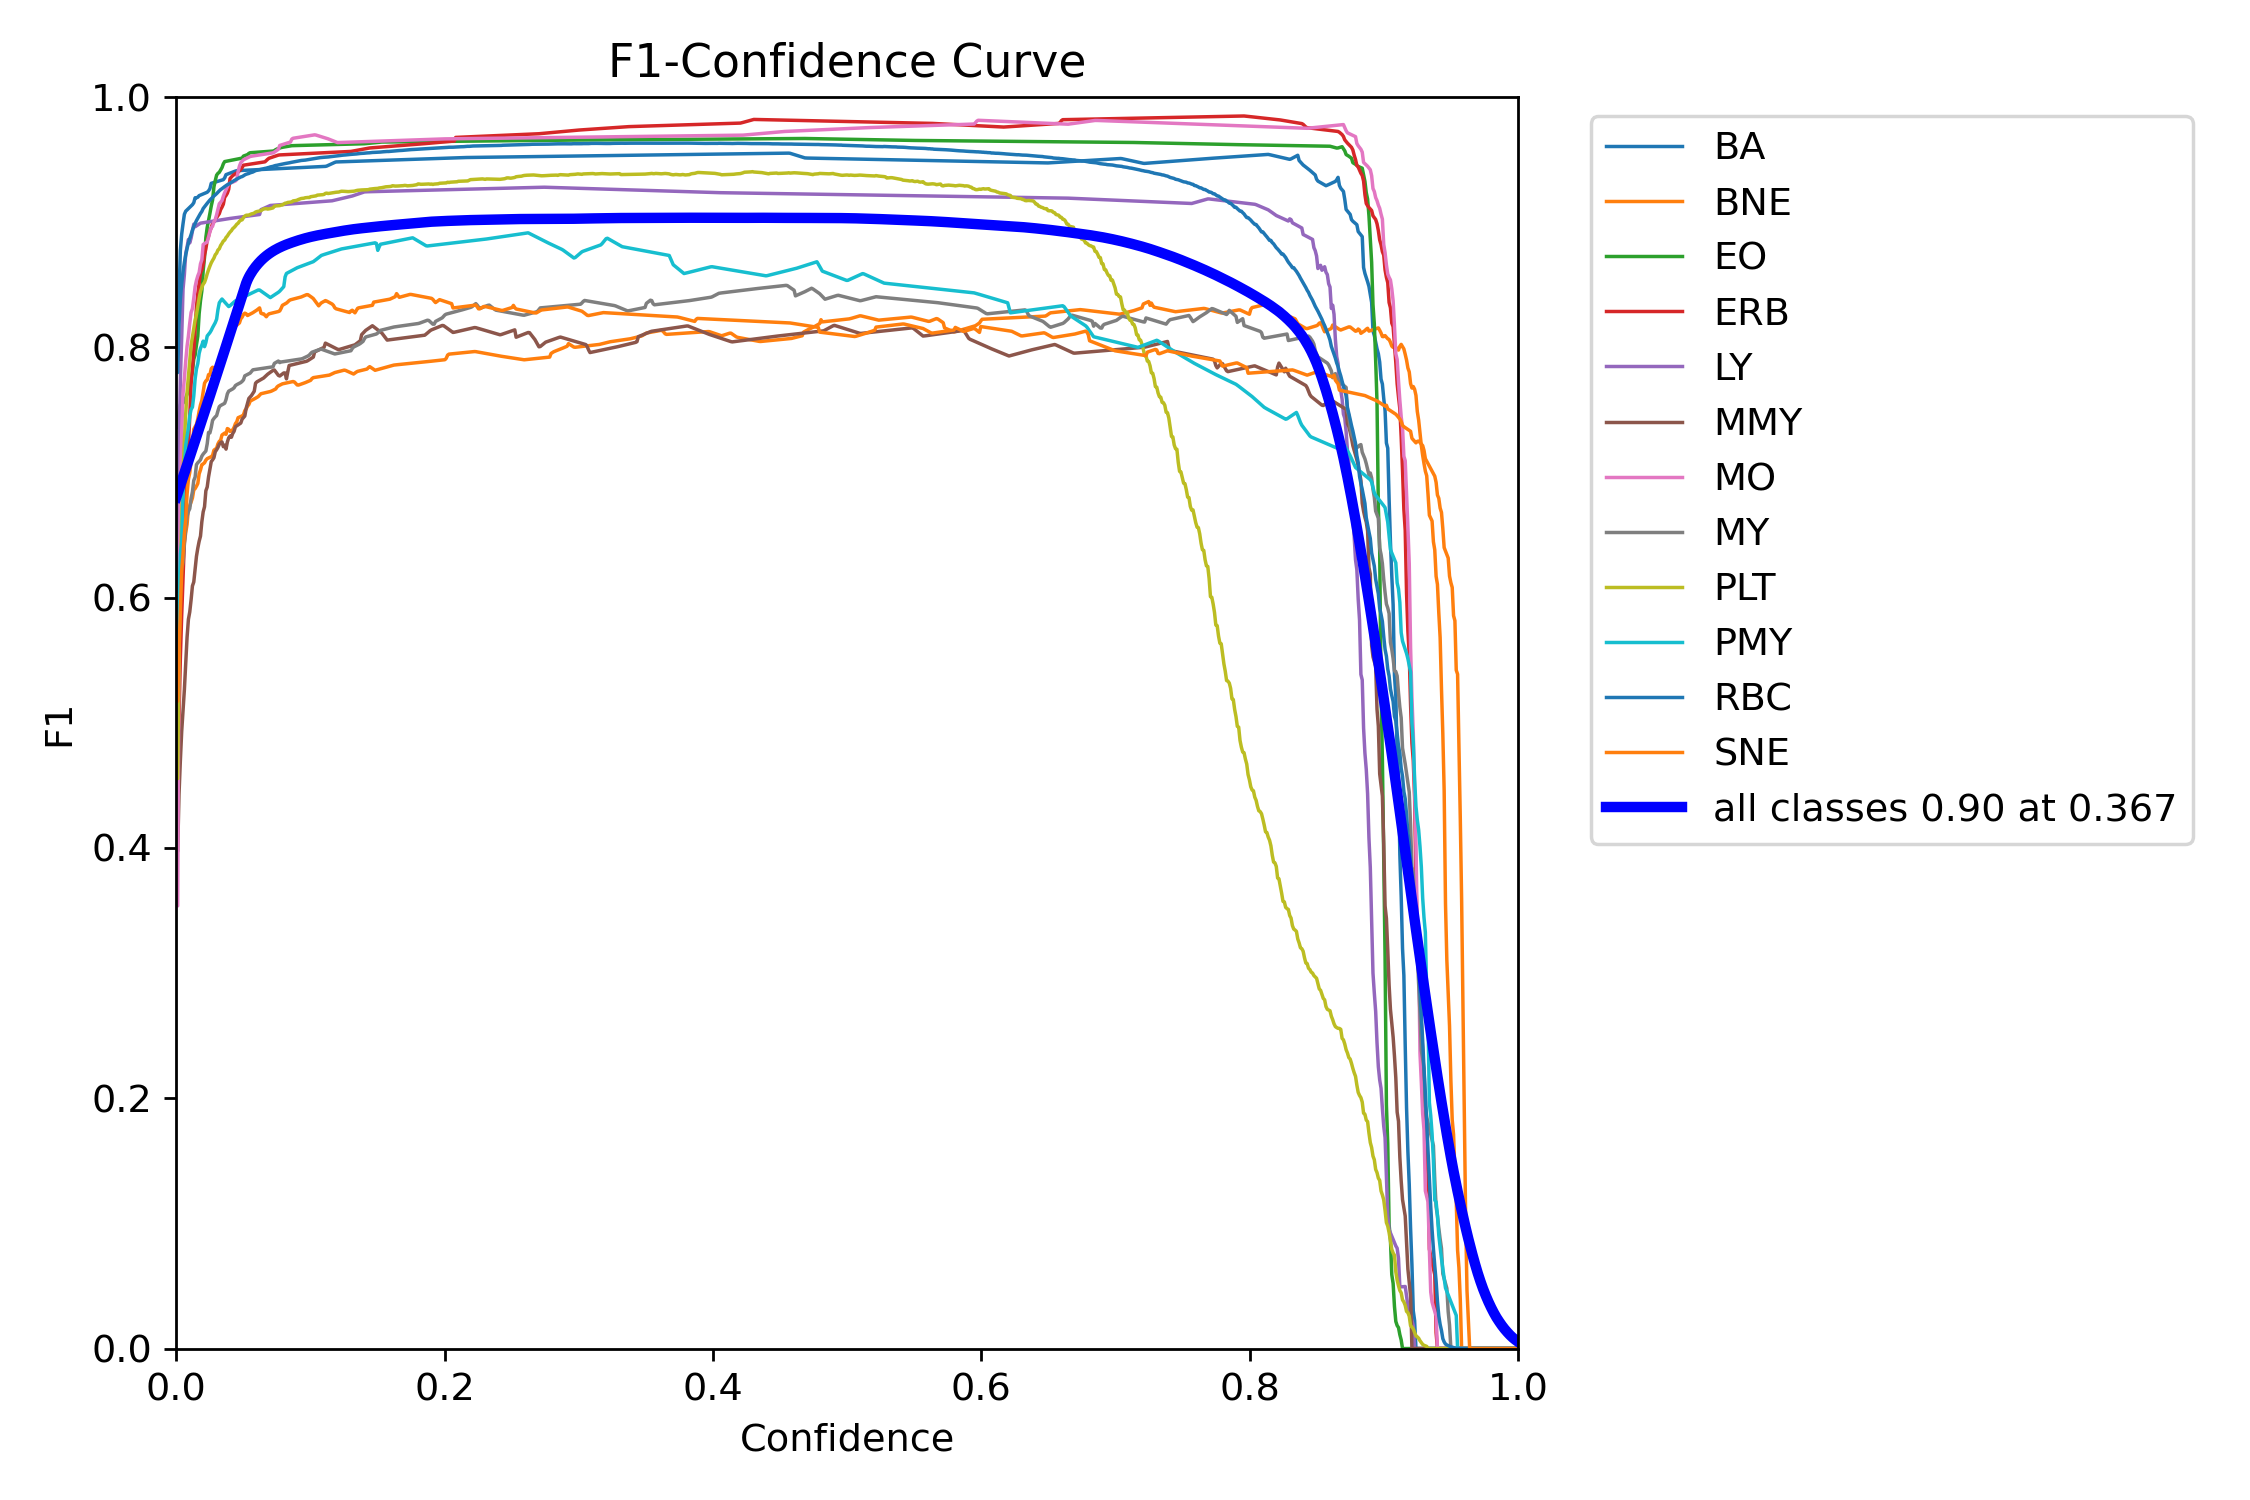 F1-Confidence Curve
1.0
0.8
0.6
0.4
0.2
0.0
F1
0.0 0.2 0.4 0.6 0.8 1.0
Confidence
BA
BNE
EO
ERB
LY
MMY
MO
MY
PLT
PMY
RBC
SNE
all classes 0.90 at 0.367